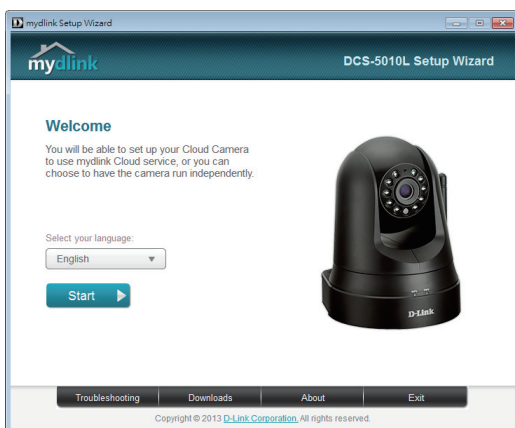 mydlink Setup Wizard
mydlink
DCS-5010L Setup Wizard
Welcome
You will be able to set up your Cloud Camera
to use mydlink Cloud service, or you can
choose to have the camera run independently.
Select your language:
English
Start
D-Link
Troubleshooting
Downloads
About
Exit
Copyright © 2013 D-Link Corporation. All rights reserved.